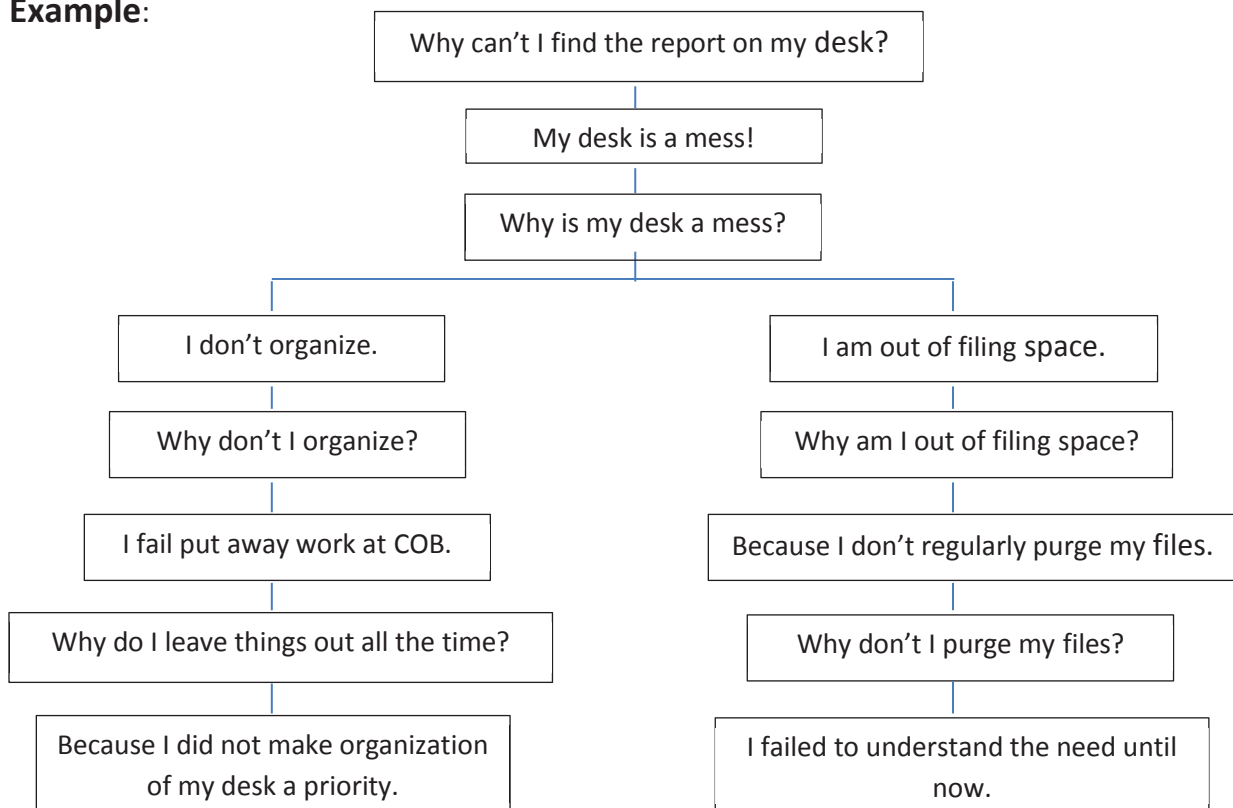 Example:
Why can’t I find the report on my desk?
My desk is a mess!
Why is my desk a mess?
I don’t organize.
Why don’t I organize?
I fail put away work at COB.
Why do I leave things out all the time?
Because I did not make organization
of my desk a priority.
I am out of filing space.
Why am I out of filing space?
Because I don’t regularly purge my files.
Why don’t I purge my files?
I failed to understand the need until
now.